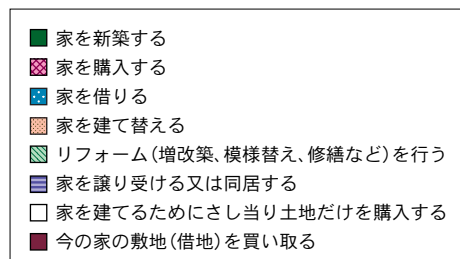 家を新築する
家を購入する
家を借りる
家を建て替える
リフォーム(増改築、模様替え、修繕など)を行う
家を譲り受ける又は同居する
家を建てるためにさし当り土地だけを購入する
今の家の敷地(借地)を買い取る